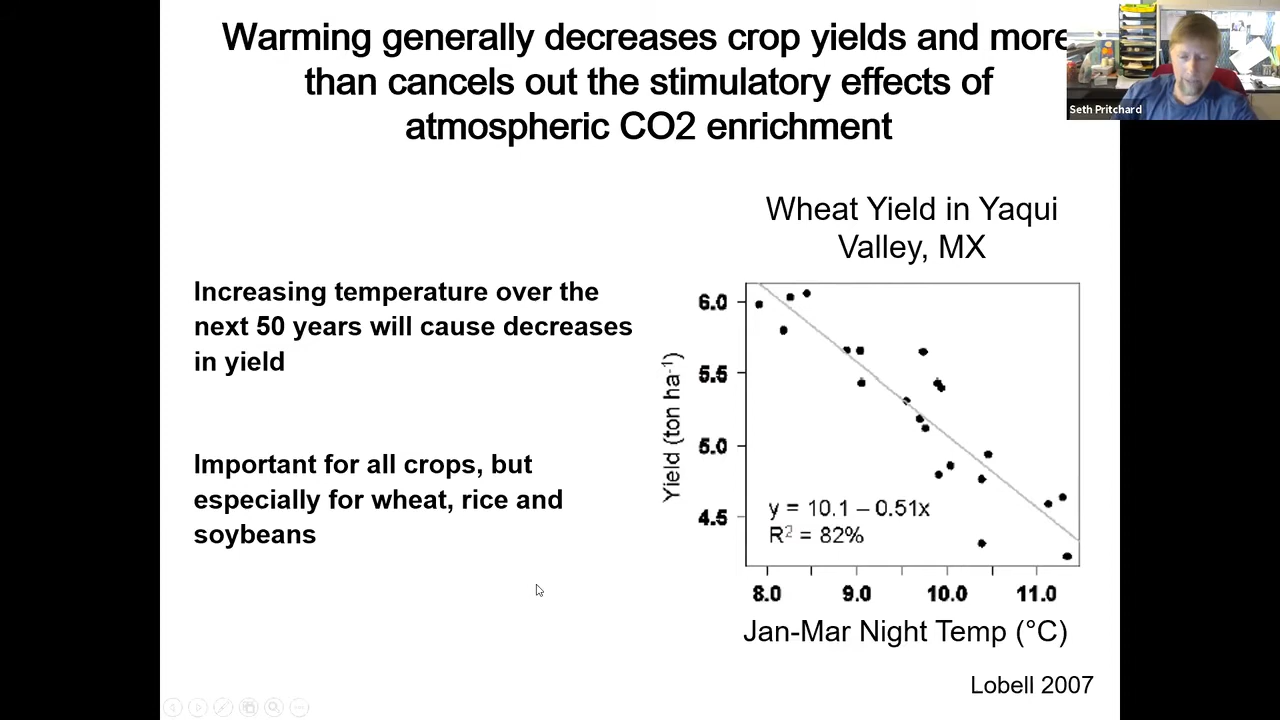 Warming generally decreases crop yields and more
than cancels out the stimulatory effects of
atmospheric CO2 enrichment
Seth Pritchard
Wheat Yield in Yaqui
Valley, MX
Increasing temperature over the
next 50 years will cause decreases
in yield
Important for all crops, but
especially for wheat, rice and
soybeans
Yield (ton ha⁻¹)
6.0
5.5
5.0
4.5
y = 10.1 – 0.51x
R² = 82%
8.0 9.0 10.0 11.0
Jan-Mar Night Temp (°C)
Lobell 2007